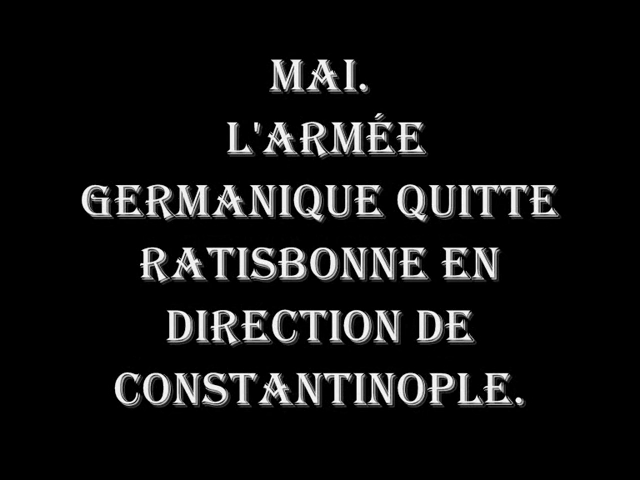 MAI.
L'ARMÉE
GERMANIQUE QUITTE
RATISBONNE EN
DIRECTION DE
CONSTANTINOPLE.